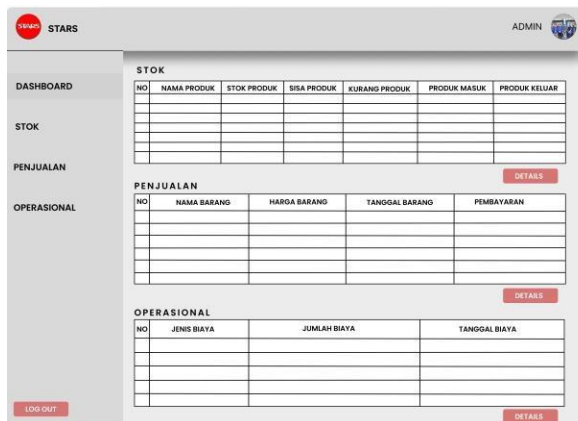 STARS STARS ADMIN
DASHBOARD
STOK
PENJUALAN
OPERASIONAL
LOG OUT
STOK
NO NAMA PRODUK STOK PRODUK SISA PRODUK KURANG PRODUK PRODUK MASUK PRODUK KELUAR
DETAILS
PENJUALAN
NO NAMA BARANG HARGA BARANG TANGGAL BARANG PEMBAYARAN
DETAILS
OPERASIONAL
NO JENIS BIAYA JUMLAH BIAYA TANGGAL BIAYA
DETAILS